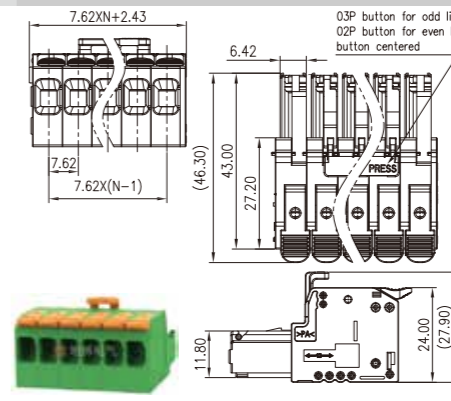 7.62XN+2.43
03P button for odd li
02P button for even
button centered
6.42
7.62
7.62X(N-1)
(46.30)
43.00
27.20
PRESS
11.80
>PA<
24.00
(27.90)